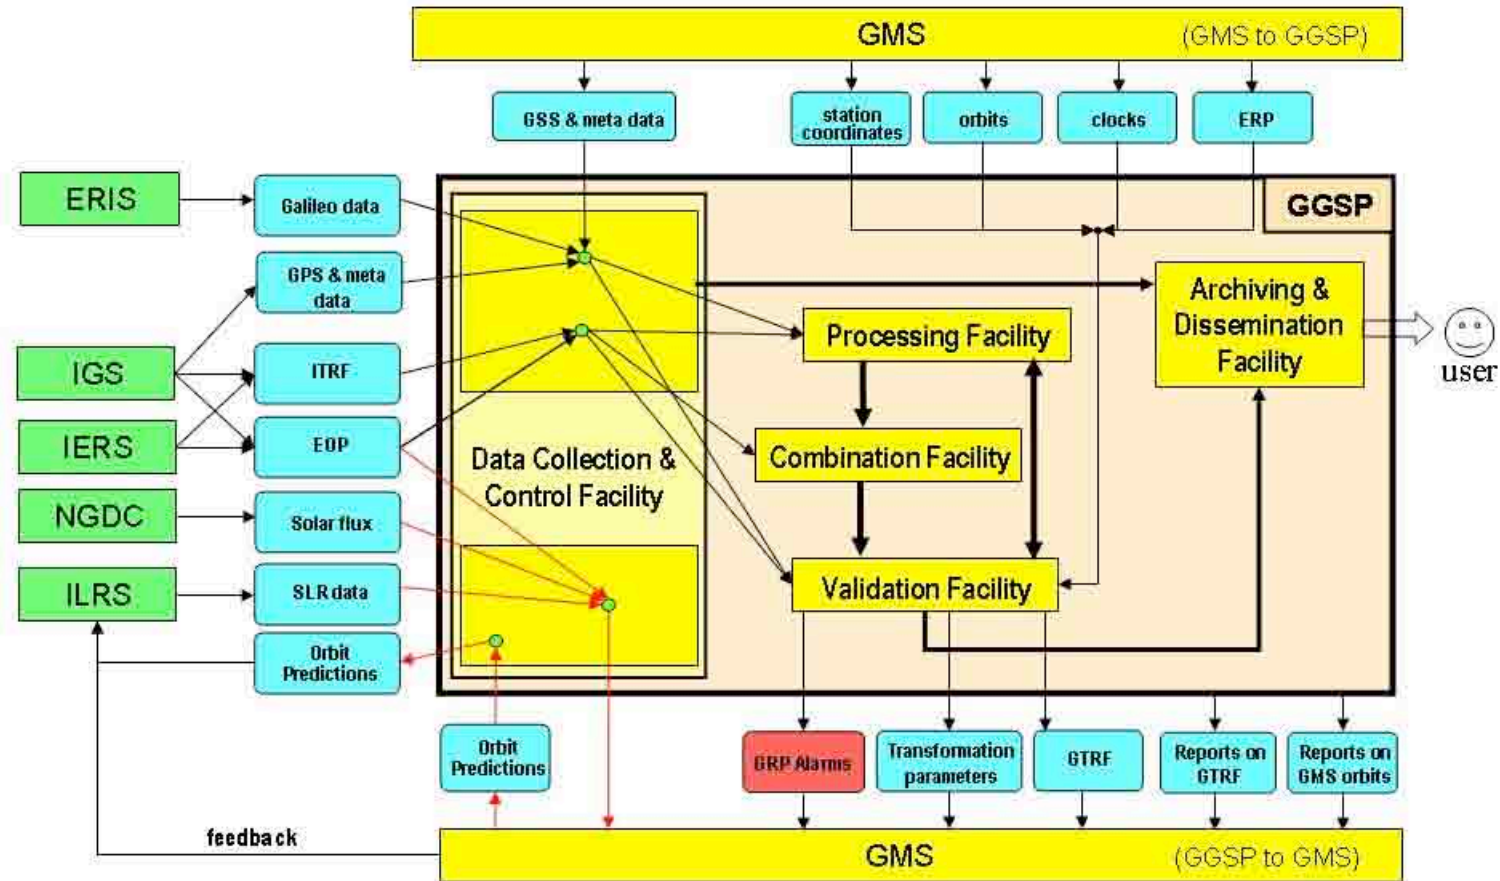 GMS (GMS to GGSP)
GSS & meta data
station
coordinates
orbits
clocks
ERP
ERIS
IGS
IERS
NGDC
ILRS
Galileo data
GPS & meta
data
ITRF
EOP
Solar flux
SLR data
Orbit
Predictions
GGSP
Data Collection &
Control Facility
Processing Facility
Combination Facility
Validation Facility
Archiving &
Dissemination
Facility
user
Orbit
Predictions
GRP Alarms
Transformation
parameters
GTRF
Reports on
GTRF
Reports on
GMS orbits
feedback
GMS (GGSP to GMS)